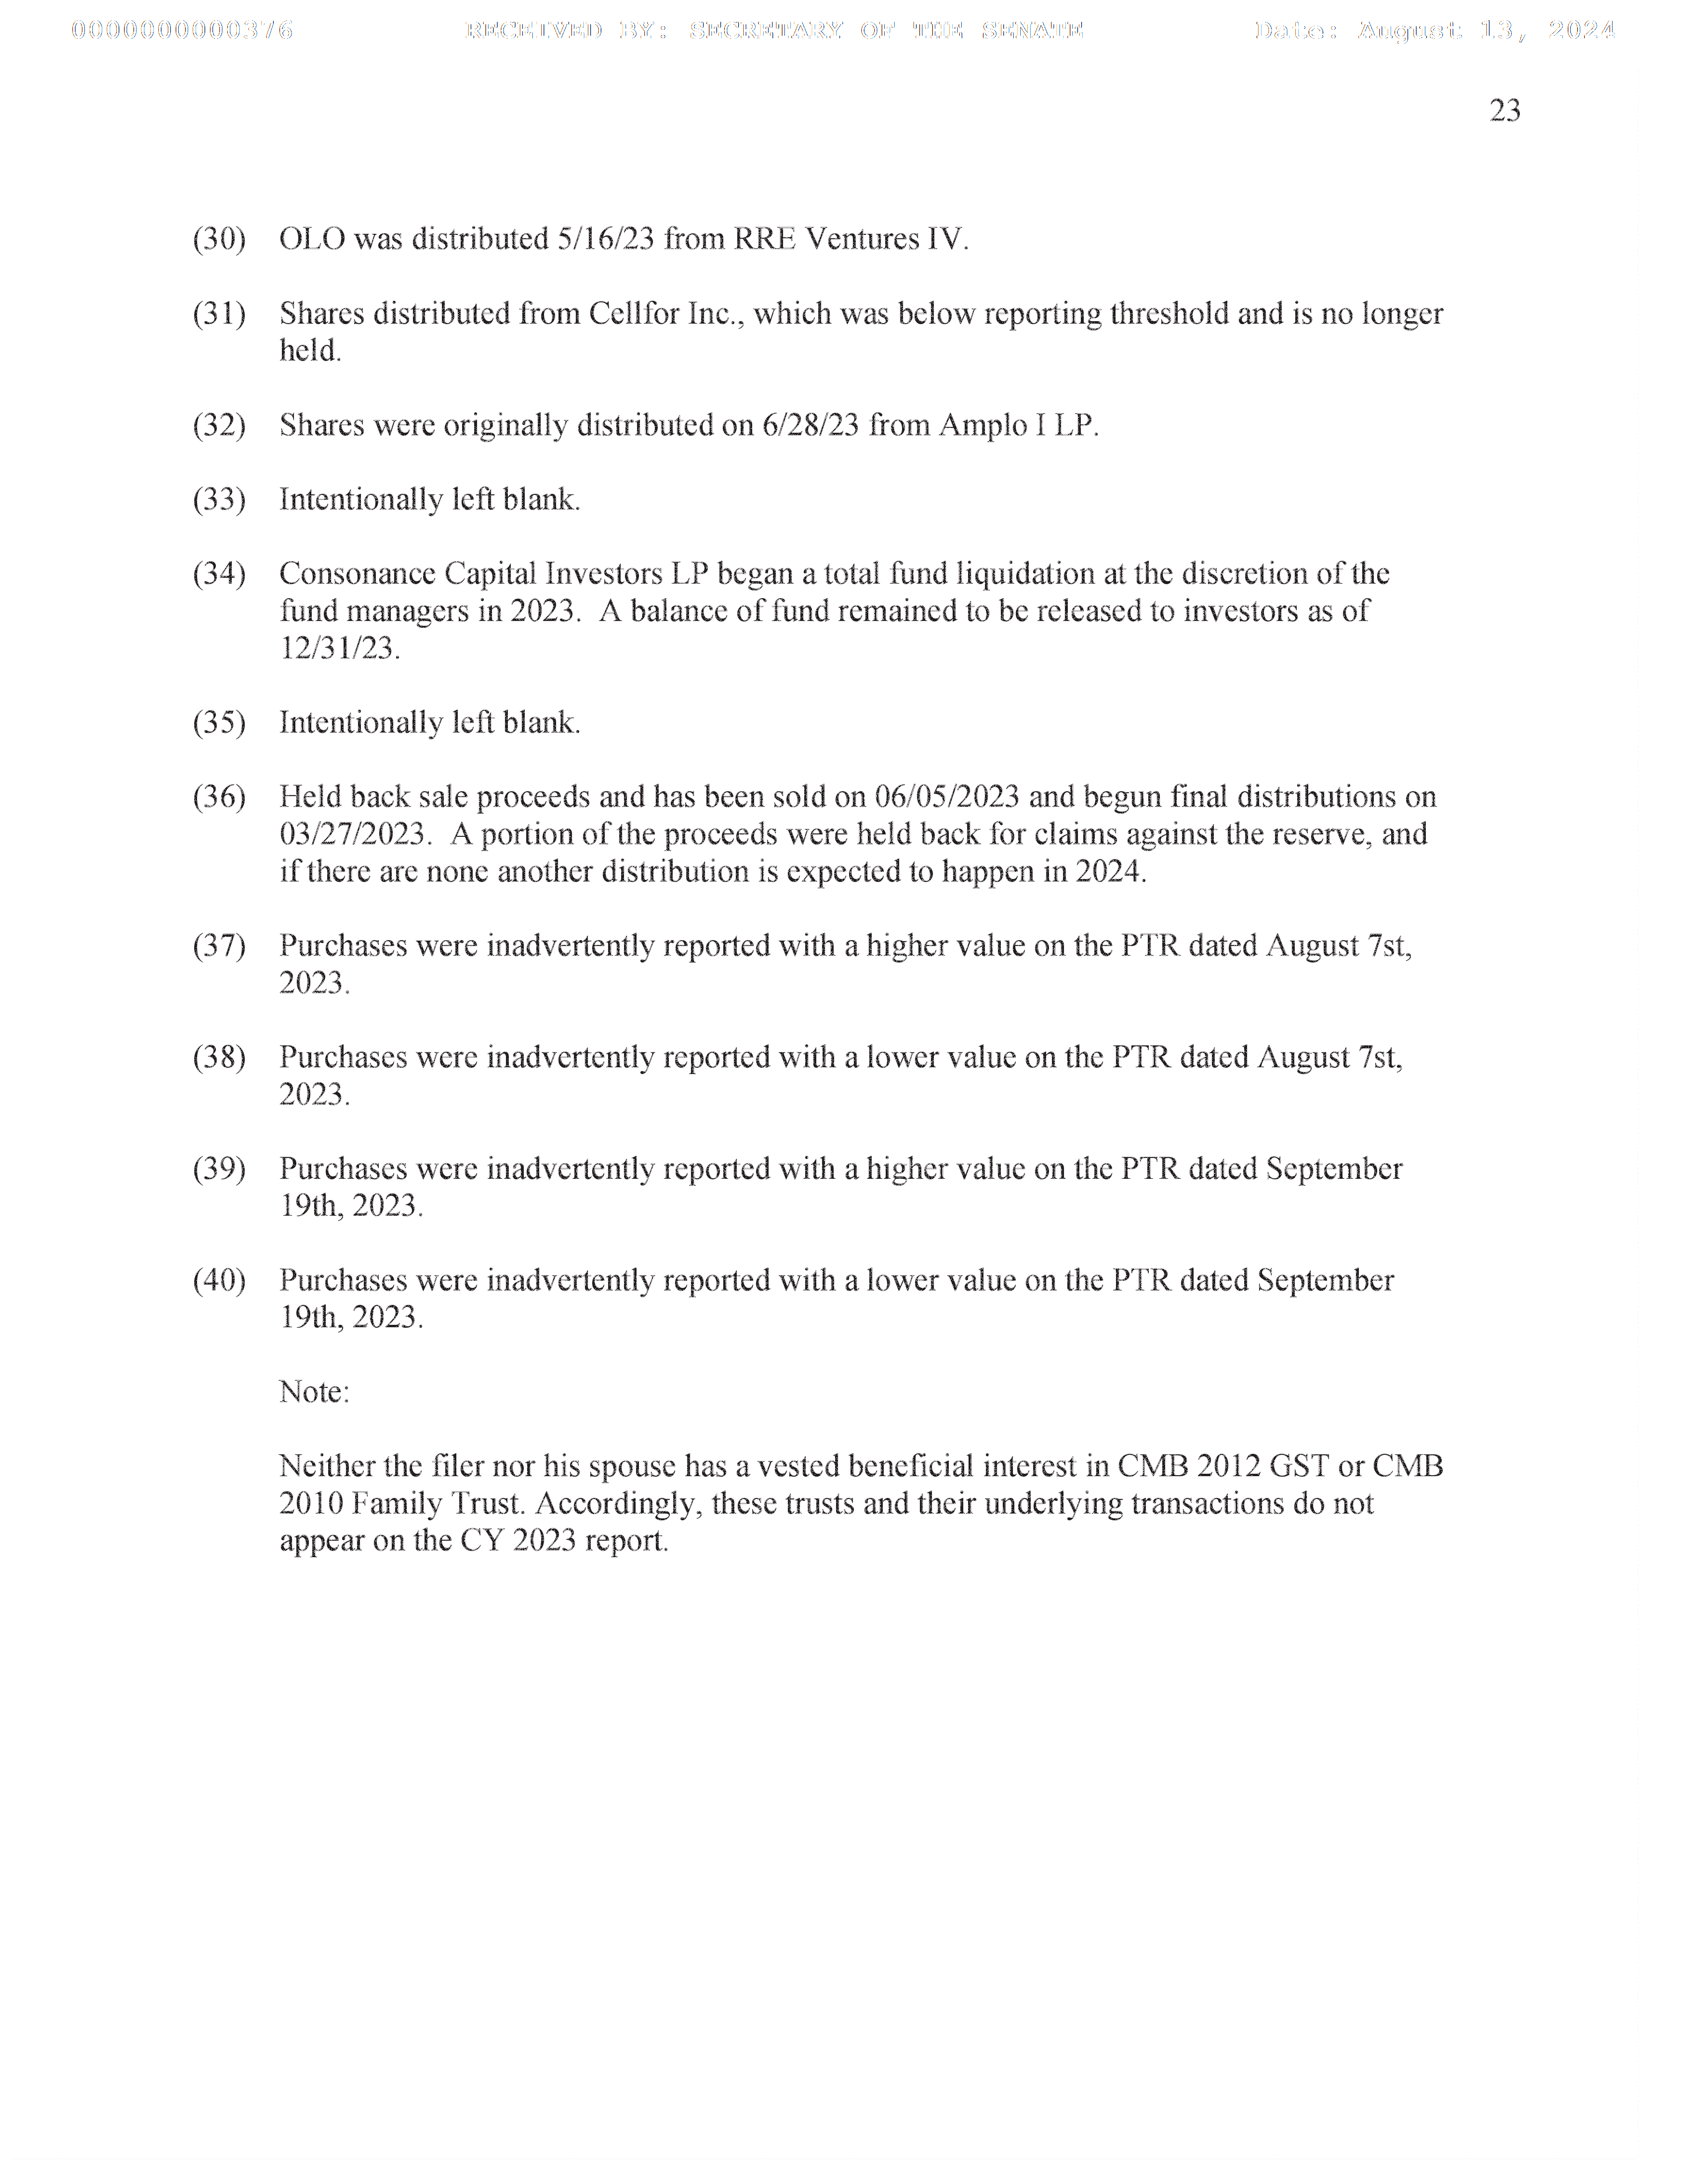 0000000000376 RECEIVED BY: SECRETARY OF THE SENATE Date: August 13, 2024
23
(30) OLO was distributed 5/16/23 from RRE Ventures IV.
(31) Shares distributed from Cellfor Inc., which was below reporting threshold and is no longer
held.
(32) Shares were originally distributed on 6/28/23 from Amplo I LP.
(33) Intentionally left blank.
(34) Consonance Capital Investors LP began a total fund liquidation at the discretion of the
fund managers in 2023. A balance of fund remained to be released to investors as of
12/31/23.
(35) Intentionally left blank.
(36) Held back sale proceeds and has been sold on 06/05/2023 and begun final distributions on
03/27/2023. A portion of the proceeds were held back for claims against the reserve, and
if there are none another distribution is expected to happen in 2024.
(37) Purchases were inadvertently reported with a higher value on the PTR dated August 7st,
2023.
(38) Purchases were inadvertently reported with a lower value on the PTR dated August 7st,
2023.
(39) Purchases were inadvertently reported with a higher value on the PTR dated September
19th, 2023.
(40) Purchases were inadvertently reported with a lower value on the PTR dated September
19th, 2023.
Note:
Neither the filer nor his spouse has a vested beneficial interest in CMB 2012 GST or CMB
2010 Family Trust. Accordingly, these trusts and their underlying transactions do not
appear on the CY 2023 report.